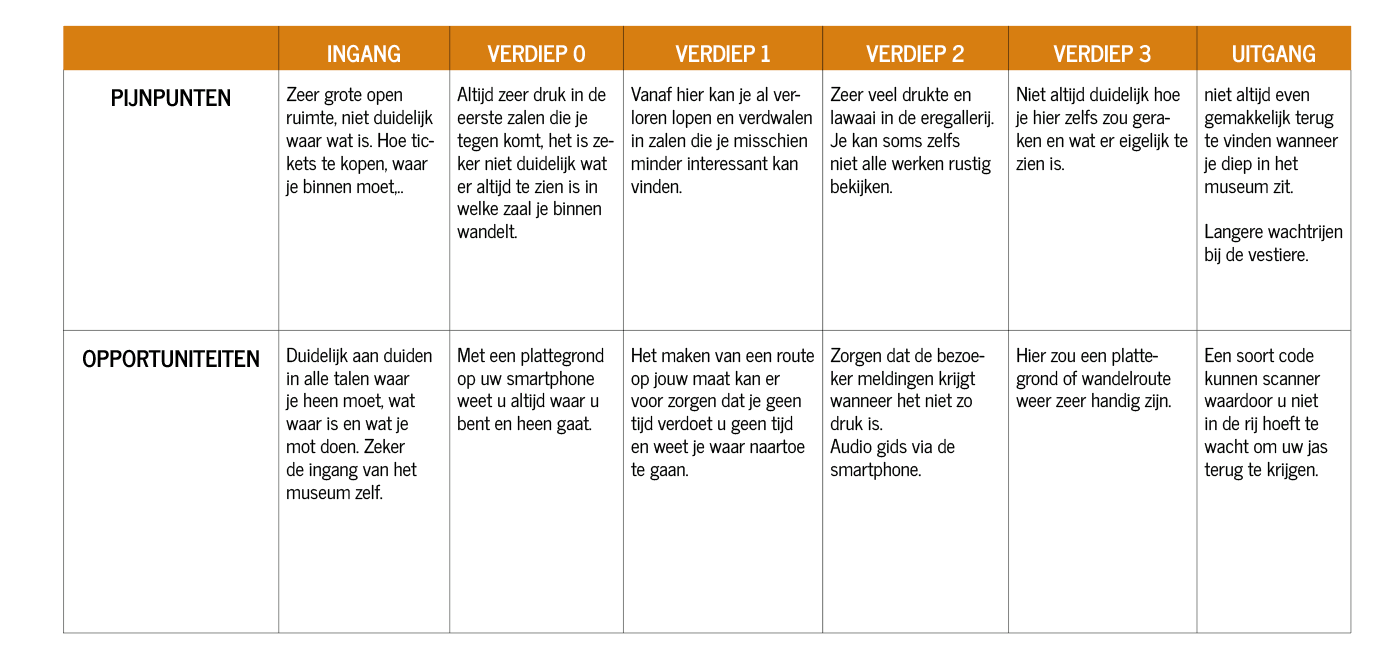 INGANG
VERDIEP 0
VERDIEP 1
VERDIEP 2
VERDIEP 3
UITGANG
PIJNPUNTEN
Zeer grote open
ruimte, niet duidelijk
waar wat is. Hoe tic-
kets te kopen, waar
je binnen moet,..
Altijd zeer druk in de
eerste zalen die je
tegen komt, het is ze-
ker niet duidelijk wat
er altijd te zien is in
welke zaal je binnen
wandelt.
Vanaf hier kan je al ver-
loren lopen en verdwalen
in zalen die je misschien
minder interessant kan
vinden.
Zeer veel drukte en
lawaai in de eregallerij.
Je kan soms zelfs
niet alle werken rustig
bekijken.
Niet altijd duidelijk hoe
je hier zelfs zou gera-
ken en wat er eigelijk te
zien is.
niet altijd even
gemakkelijk terug
te vinden wanneer
je diep in het
museum zit.
Langere wachtrijen
bij de vestiere.
OPPORTUNITEITEN
Duidelijk aan duiden
in alle talen waar
je heen moet, wat
waar is en wat je
mot doen. Zeker
de ingang van het
museum zelf.
Met een plattegrond
op uw smartphone
weet u altijd waar u
bent en heen gaat.
Het maken van een route
op jouw maat kan er
voor zorgen dat je geen
tijd verdoet u geen tijd
en weet je waar naartoe
te gaan.
Zorgen dat de bezoe-
ker meldingen krijgt
wanneer het niet zo
druk is.
Audio gids via de
smartphone.
Hier zou een platte-
grond of wandelroute
weer zeer handig zijn.
Een soort code
kunnen scanner
waardoor u niet
in de rij hoeft te
wacht om uw jas
terug te krijgen.